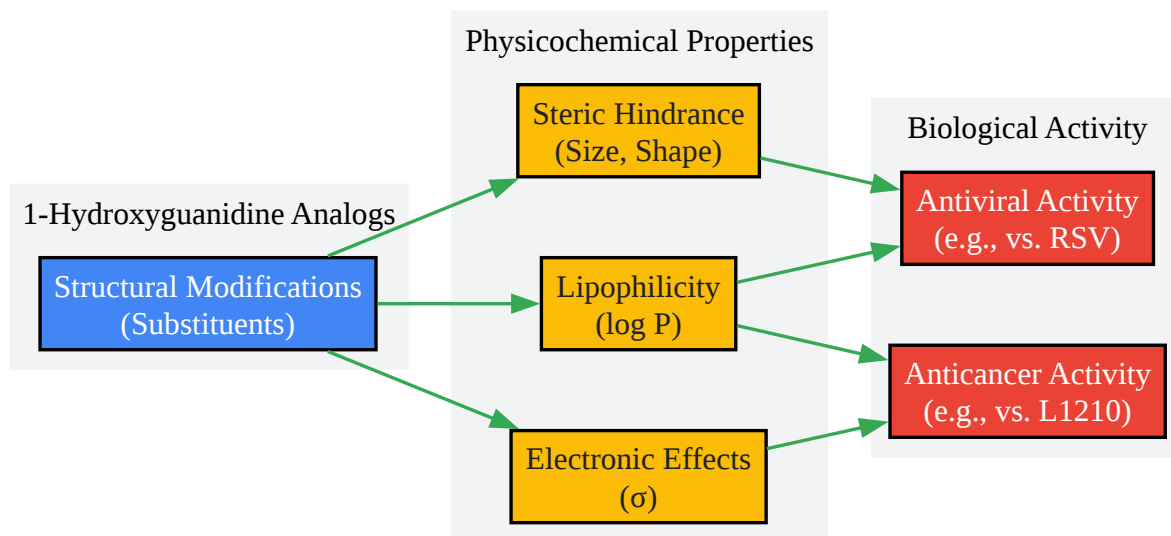 1-Hydroxyguanidine Analogs
Structural Modifications
(Substituents)
Physicochemical Properties
Steric Hindrance
(Size, Shape)
Lipophilicity
(log P)
Electronic Effects
(σ)
Biological Activity
Antiviral Activity
(e.g., vs. RSV)
Anticancer Activity
(e.g., vs. L1210)